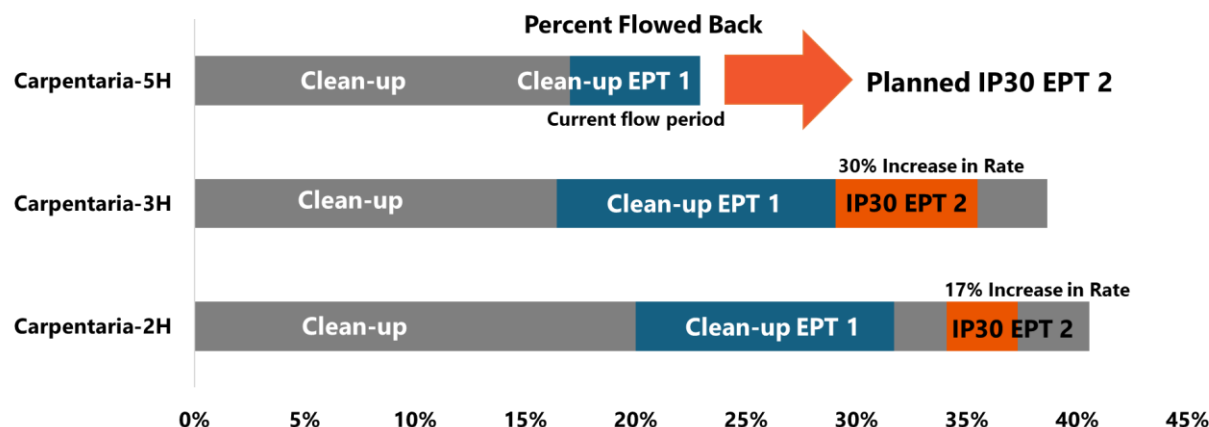 Percent Flowed Back
Carpentaria-5H
Clean-up
Clean-up EPT 1
Planned IP30 EPT 2
Current flow period
30% Increase in Rate
Carpentaria-3H
Clean-up
Clean-up EPT 1
IP30 EPT 2
17% Increase in Rate
Carpentaria-2H
Clean-up
Clean-up EPT 1
IP30 EPT 2
0% 5% 10% 15% 20% 25% 30% 35% 40% 45%